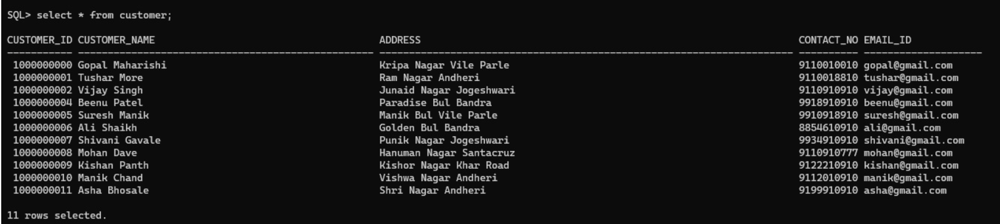 SQL> select * from customer;
CUSTOMER_ID CUSTOMER_NAME ADDRESS CONTACT_NO EMAIL_ID
1000000000 Gopal Maharishi Kripa Nagar Vile Parle 9110010010 gopal@gmail.com
1000000001 Tushar More Ram Nagar Andheri 9110018810 tushar@gmail.com
1000000002 Vijay Singh Junaid Nagar Jogeshwari 9110910910 vijay@gmail.com
1000000004 Beenu Patel Paradise Bul Bandra 9918910910 beenu@gmail.com
1000000005 Suresh Manik Manik Bul Vile Parle 9910918910 suresh@gmail.com
1000000006 Ali Shaikh Golden Bul Bandra 8854610910 ali@gmail.com
1000000007 Shivani Gavale Punik Nagar Jogeshwari 9934910910 shivani@gmail.com
1000000008 Mohan Dave Hanuman Nagar Santacruz 9110910777 mohan@gmail.com
1000000009 Kishan Panth Kishor Nagar Khar Road 9122210910 kishan@gmail.com
1000000010 Manik Chand Vishwa Nagar Andheri 9112010910 manik@gmail.com
1000000011 Asha Bhosale Shri Nagar Andheri 9199910910 asha@gmail.com
11 rows selected.